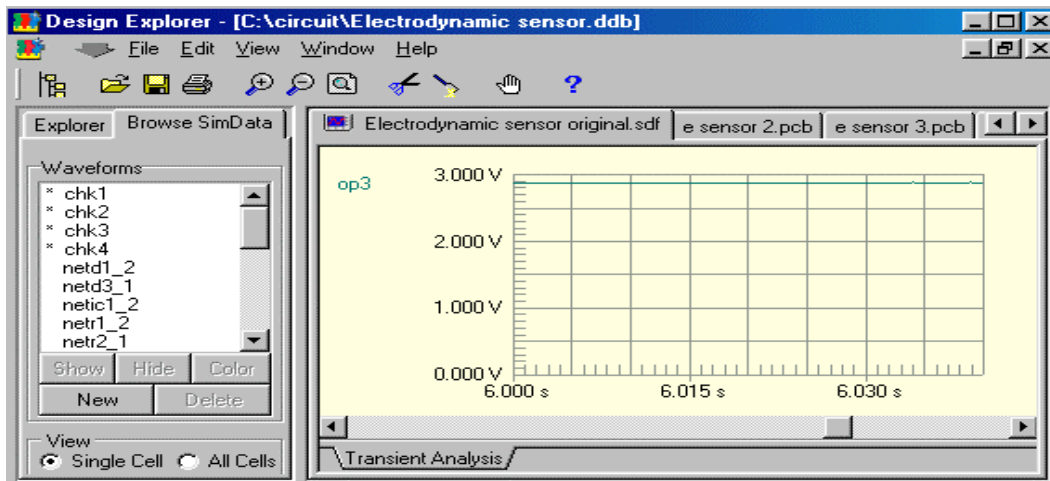 Design Explorer - [C:\circuit\Electrodynamic sensor.ddb]
File Edit View Window Help
Explorer Browse SimData
Electrodynamic sensor original.sdf e sensor 2.pcb e sensor 3.pcb
Waveforms
* chk1
* chk2
* chk3
* chk4
netd1_2
netd3_1
netic1_2
netr1_2
netr2_1
Show Hide Color
New Delete
View
Single Cell All Cells
op3
3.000 V
2.000 V
1.000 V
0.000 V
6.000 s 6.015 s 6.030 s
Transient Analysis